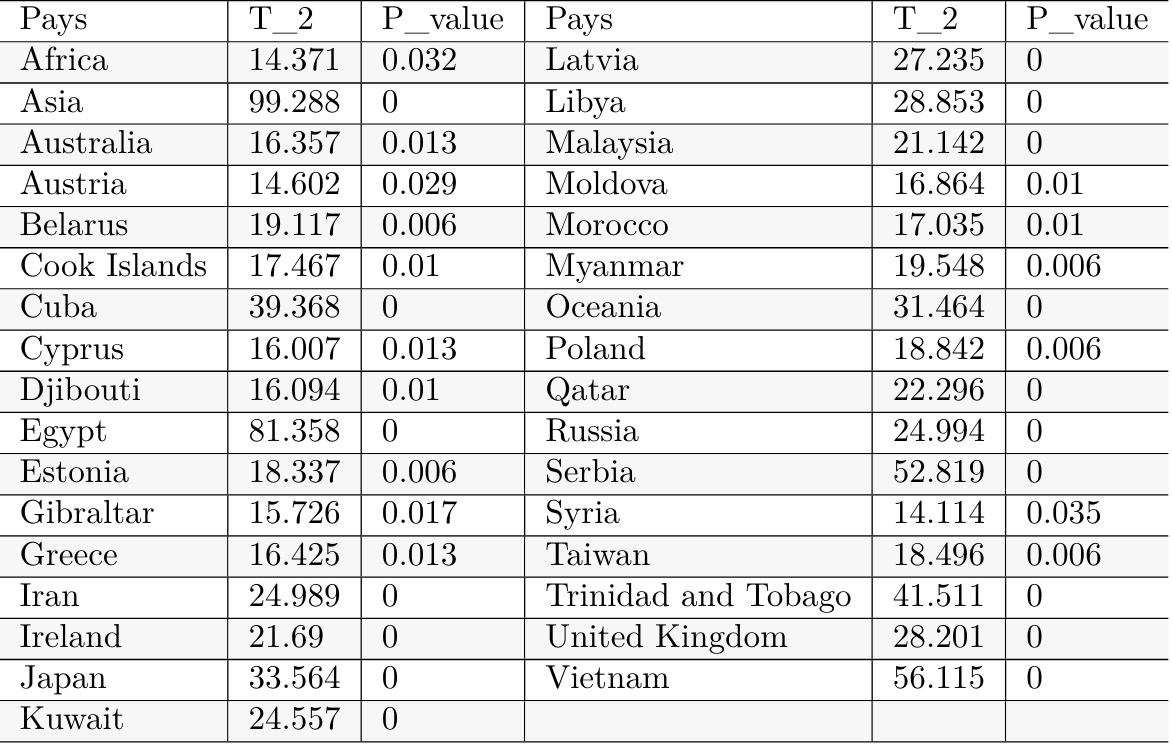 Pays T_2 P_value Pays T_2 P_value
Africa 14.371 0.032 Latvia 27.235 0
Asia 99.288 0 Libya 28.853 0
Australia 16.357 0.013 Malaysia 21.142 0
Austria 14.602 0.029 Moldova 16.864 0.01
Belarus 19.117 0.006 Morocco 17.035 0.01
Cook Islands 17.467 0.01 Myanmar 19.548 0.006
Cuba 39.368 0 Oceania 31.464 0
Cyprus 16.007 0.013 Poland 18.842 0.006
Djibouti 16.094 0.01 Qatar 22.296 0
Egypt 81.358 0 Russia 24.994 0
Estonia 18.337 0.006 Serbia 52.819 0
Gibraltar 15.726 0.017 Syria 14.114 0.035
Greece 16.425 0.013 Taiwan 18.496 0.006
Iran 24.989 0 Trinidad and Tobago 41.511 0
Ireland 21.69 0 United Kingdom 28.201 0
Japan 33.564 0 Vietnam 56.115 0
Kuwait 24.557 0